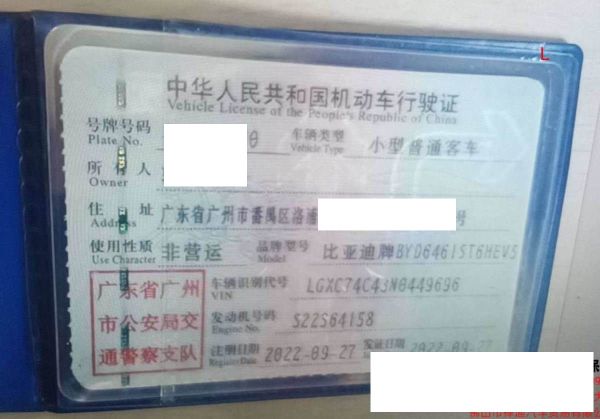 L
中华人民共和国机动车行驶证
Vehicle License of the People's Republic of China
号牌号码 车辆类型 小型普通客车
Plate No. Vehicle Type
所有人
Owner
住址 广东省广州市番禺区洛浦 号
Address
使用性质 非营运 品牌型号 比亚迪牌BYD6461ST6HEV5
Use Character Model
广东省广州 车辆识别代号 LGXC74C43N0449696
VIN
市公安局交 发动机号码 S22S64158
Engine No.
通警察支队 注册日期 2022-09-27 发证日期 2022-09-27
Register Date
保